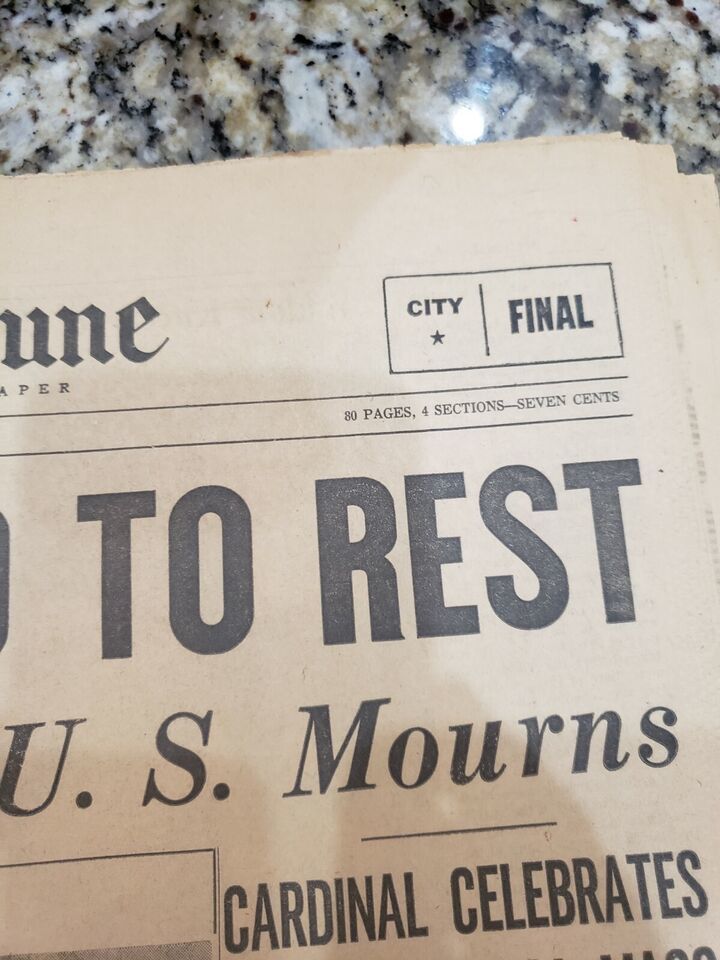 une
CITY FINAL
★
APER
80 PAGES, 4 SECTIONS—SEVEN CENTS
TO REST
U. S. Mourns
CARDINAL CELEBRATES